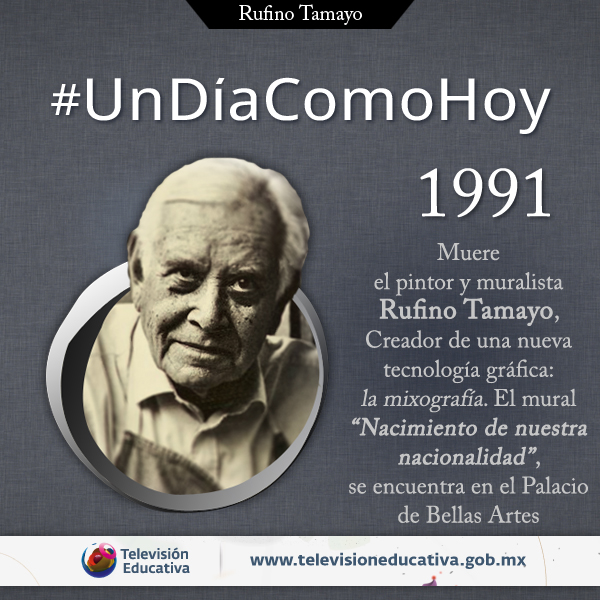 Rufino Tamayo
#UnDíaComoHoy
1991
Muere
el pintor y muralista
Rufino Tamayo,
Creador de una nueva
tecnología gráfica:
la mixografía. El mural
“Nacimiento de nuestra
nacionalidad”,
se encuentra en el Palacio
de Bellas Artes
Televisión
Educativa
www.televisioneducativa.gob.mx